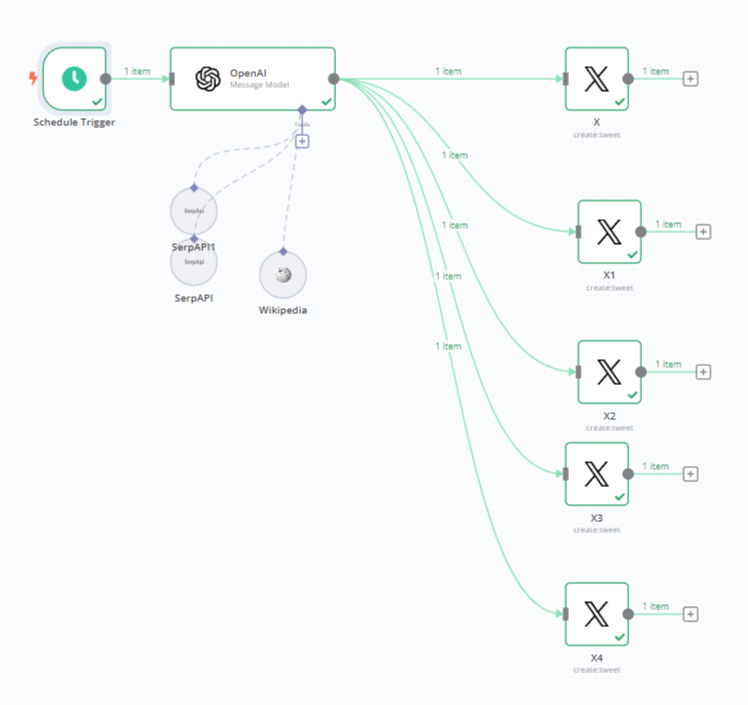 1 item
OpenAI
Message Model
Schedule Trigger
Tools
SerpApi
SerpAPI1
SerpApi
SerpAPI
Wikipedia
1 item
1 item
1 item
1 item
1 item
X
create:tweet
1 item
X1
create:tweet
1 item
X2
create:tweet
1 item
X3
create:tweet
1 item
X4
create:tweet
1 item